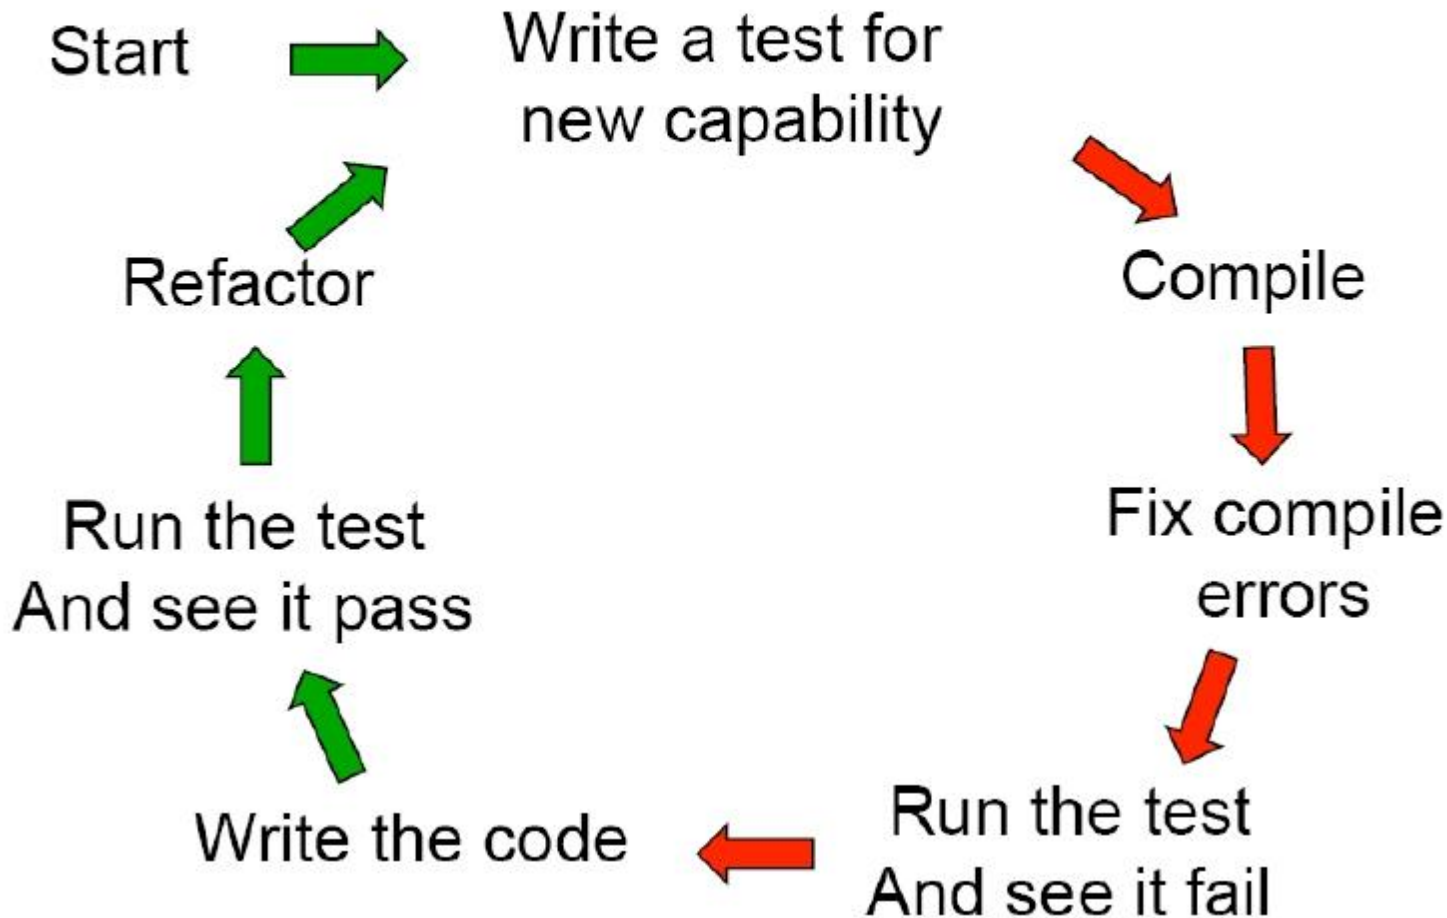 Start
Write a test for
new capability
Compile
Fix compile
errors
Run the test
And see it fail
Write the code
Run the test
And see it pass
Refactor